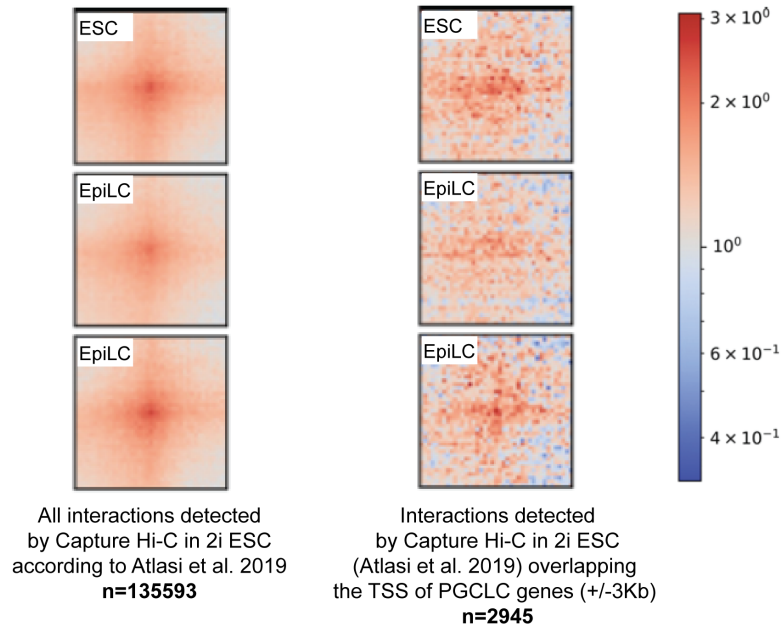 ESC
EpiLC
EpiLC
All interactions detected
by Capture Hi-C in 2i ESC
according to Atlasi et al. 2019
n=135593
ESC
EpiLC
EpiLC
Interactions detected
by Capture Hi-C in 2i ESC
(Atlasi et al. 2019) overlapping
the TSS of PGCLC genes (+/-3Kb)
n=2945
3 × 10⁰
2 × 10⁰
10⁰
6 × 10⁻¹
4 × 10⁻¹